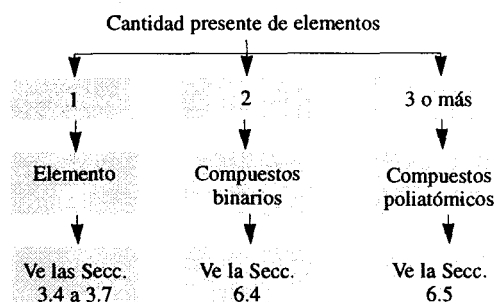 Cantidad presente de elementos
1
2
3 o más
Elemento
Compuestos
binarios
Compuestos
poliatómicos
Ve las Secc.
3.4 a 3.7
Ve la Secc.
6.4
Ve la Secc.
6.5